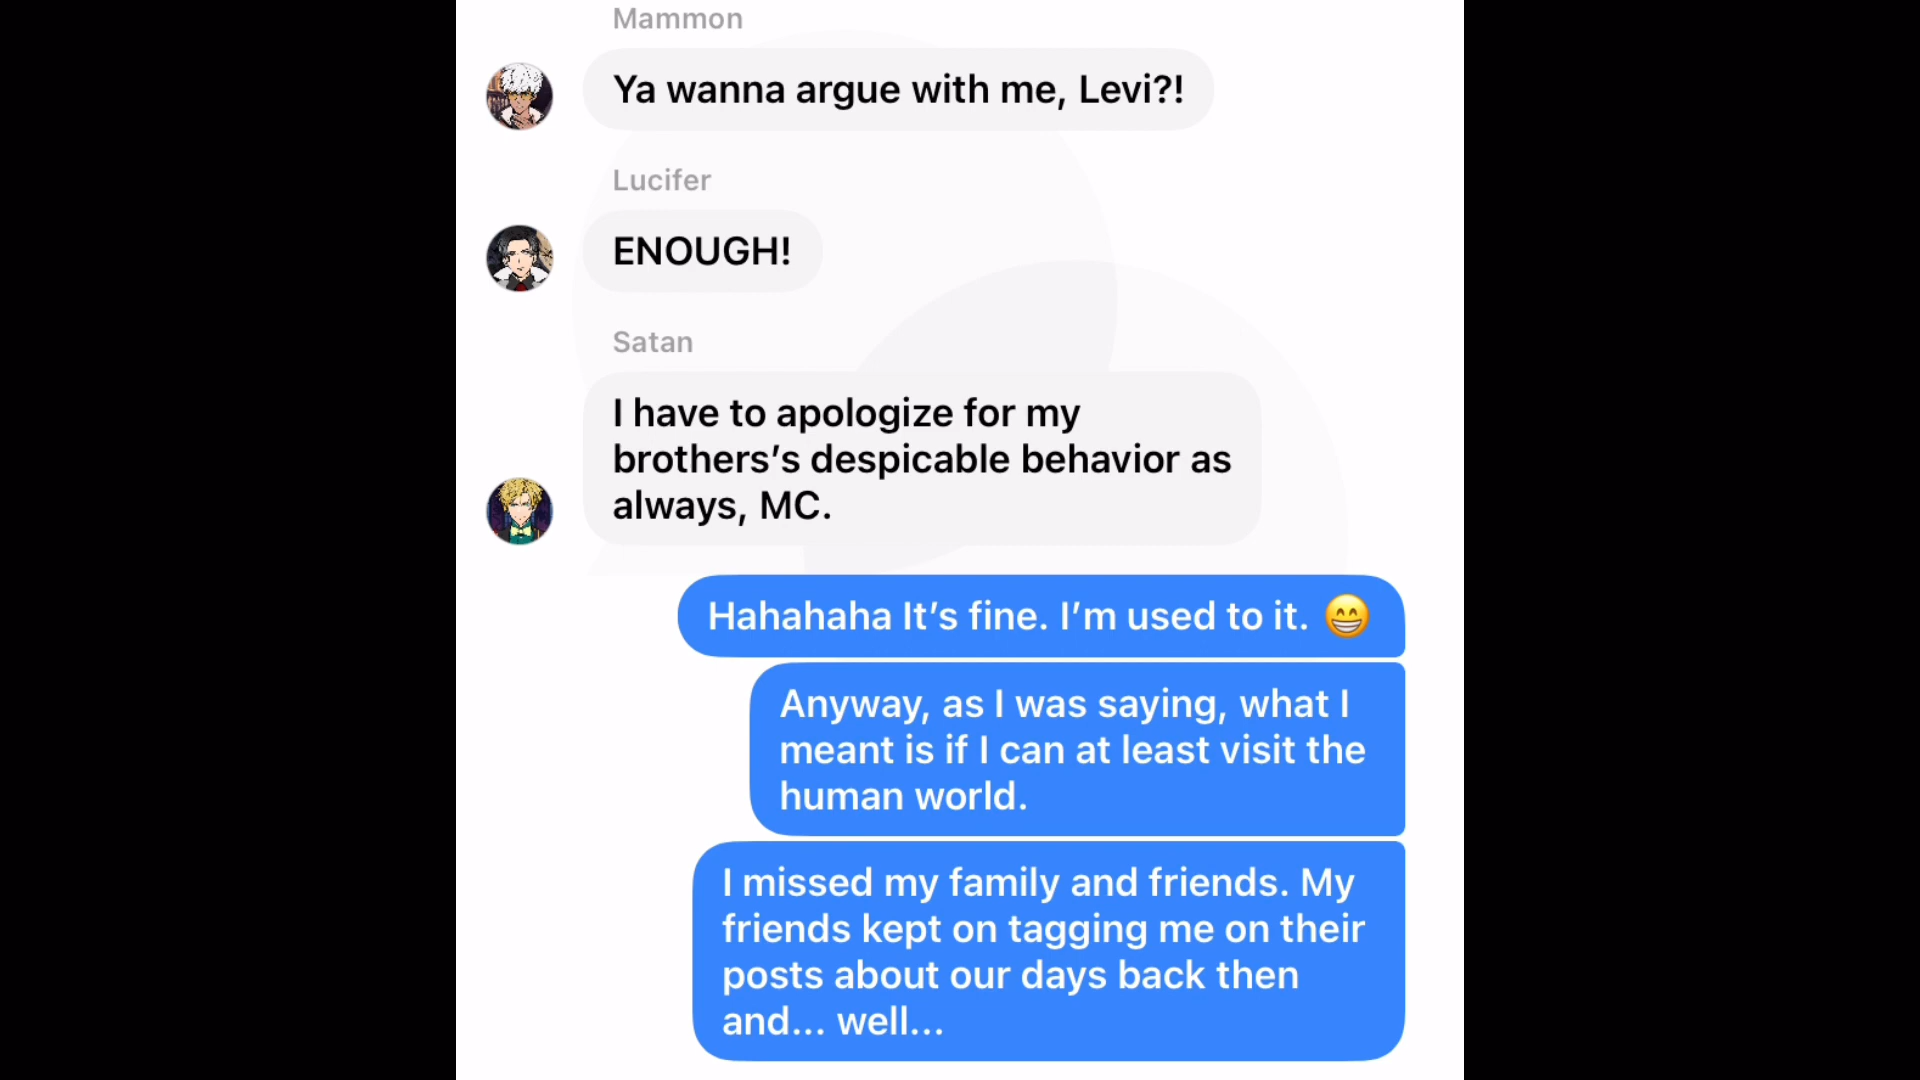 Mammon
Ya wanna argue with me, Levi?!
Lucifer
ENOUGH!
Satan
I have to apologize for my
brothers’s despicable behavior as
always, MC.
Hahahaha It’s fine. I’m used to it. 😁
Anyway, as I was saying, what I
meant is if I can at least visit the
human world.
I missed my family and friends. My
friends kept on tagging me on their
posts about our days back then
and... well...